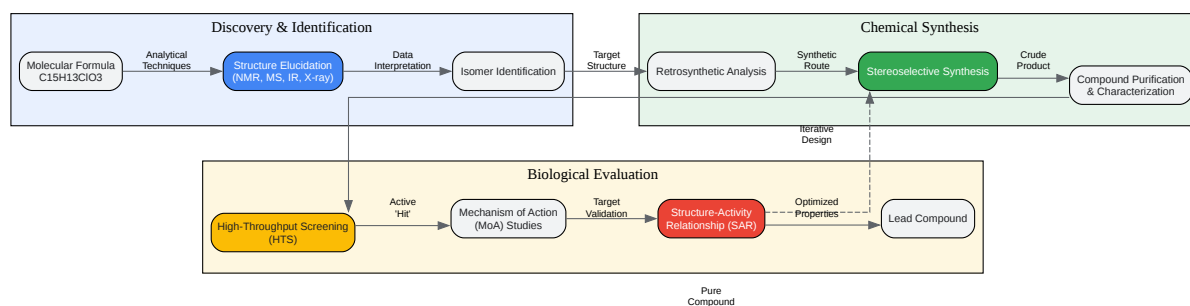 Discovery & Identification
Molecular Formula
C15H13ClO3
Analytical
Techniques
Structure Elucidation
(NMR, MS, IR, X-ray)
Data
Interpretation
Isomer Identification
Target
Structure
Chemical Synthesis
Retrosynthetic Analysis
Synthetic
Route
Stereoselective Synthesis
Crude
Product
Compound Purification
& Characterization
Iterative
Design
Biological Evaluation
High-Throughput Screening
(HTS)
Active
'Hit'
Mechanism of Action
(MoA) Studies
Target
Validation
Structure-Activity
Relationship (SAR)
Optimized
Properties
Lead Compound
Pure
Compound